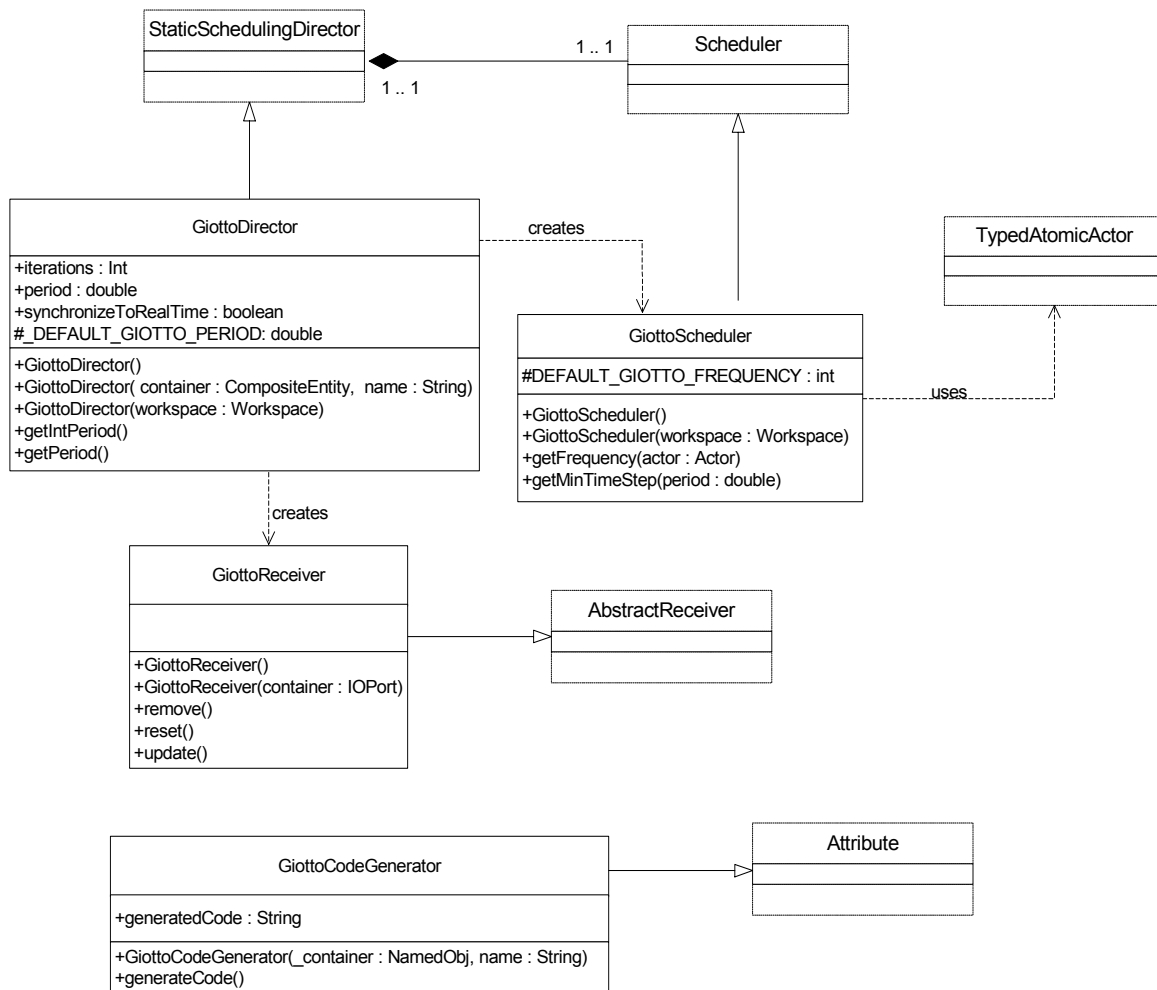 StaticSchedulingDirector
1 .. 1
1 .. 1
Scheduler
GiottoDirector
+iterations : Int
+period : double
+synchronizeToRealTime : boolean
#_DEFAULT_GIOTTO_PERIOD: double
+GiottoDirector()
+GiottoDirector( container : CompositeEntity,  name : String)
+GiottoDirector(workspace : Workspace)
+getIntPeriod()
+getPeriod()
creates
TypedAtomicActor
GiottoScheduler
#DEFAULT_GIOTTO_FREQUENCY : int
+GiottoScheduler()
+GiottoScheduler(workspace : Workspace)
+getFrequency(actor : Actor)
+getMinTimeStep(period : double)
uses
creates
GiottoReceiver
+GiottoReceiver()
+GiottoReceiver(container : IOPort)
+remove()
+reset()
+update()
AbstractReceiver
GiottoCodeGenerator
+generatedCode : String
+GiottoCodeGenerator(_container : NamedObj, name : String)
+generateCode()
Attribute